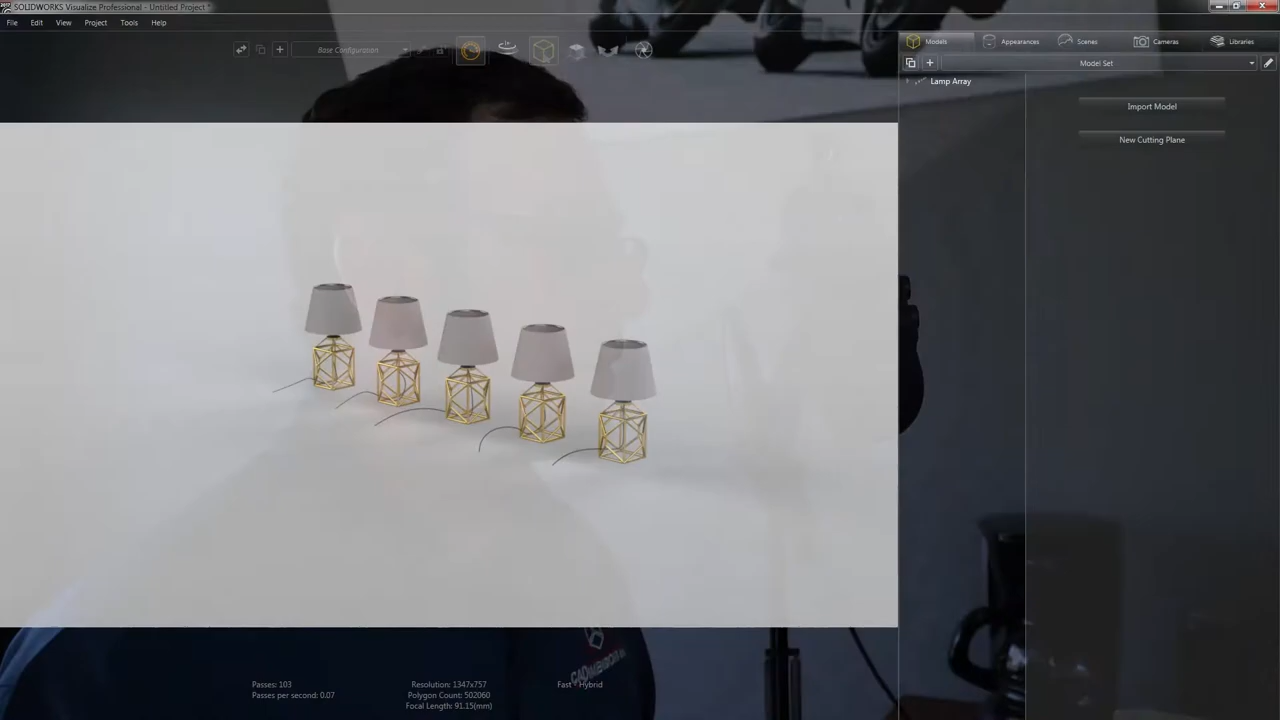 SOLIDWORKS Visualize Professional - Untitled Project *
File Edit View Project Tools Help
Base Configuration
Models Appearances Scenes Cameras Libraries
Model Set
Lamp Array
Import Model
New Cutting Plane
Passes: 103
Passes per second: 0.07
Resolution: 1347x757
Polygon Count: 502060
Focal Length: 91.15(mm)
Fast - Hybrid